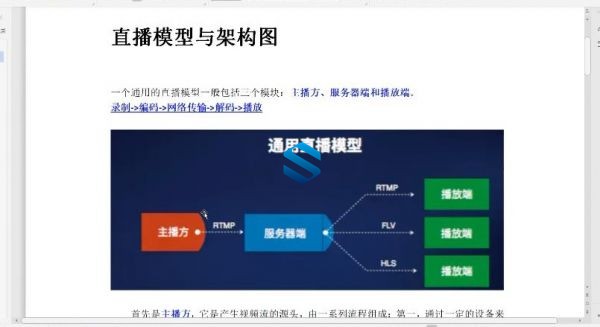 直播模型与架构图
一个通用的直播模型一般包括三个模块：主播方、服务器端和播放端。
录制->编码->网络传输->解码->播放
通用直播模型
RTMP
播放端
主播方
RTMP
服务器端
FLV
播放端
HLS
播放端
首先是主播方，它是产生视频流的源头，由一系列流程组成：第一，通过一定的设备来